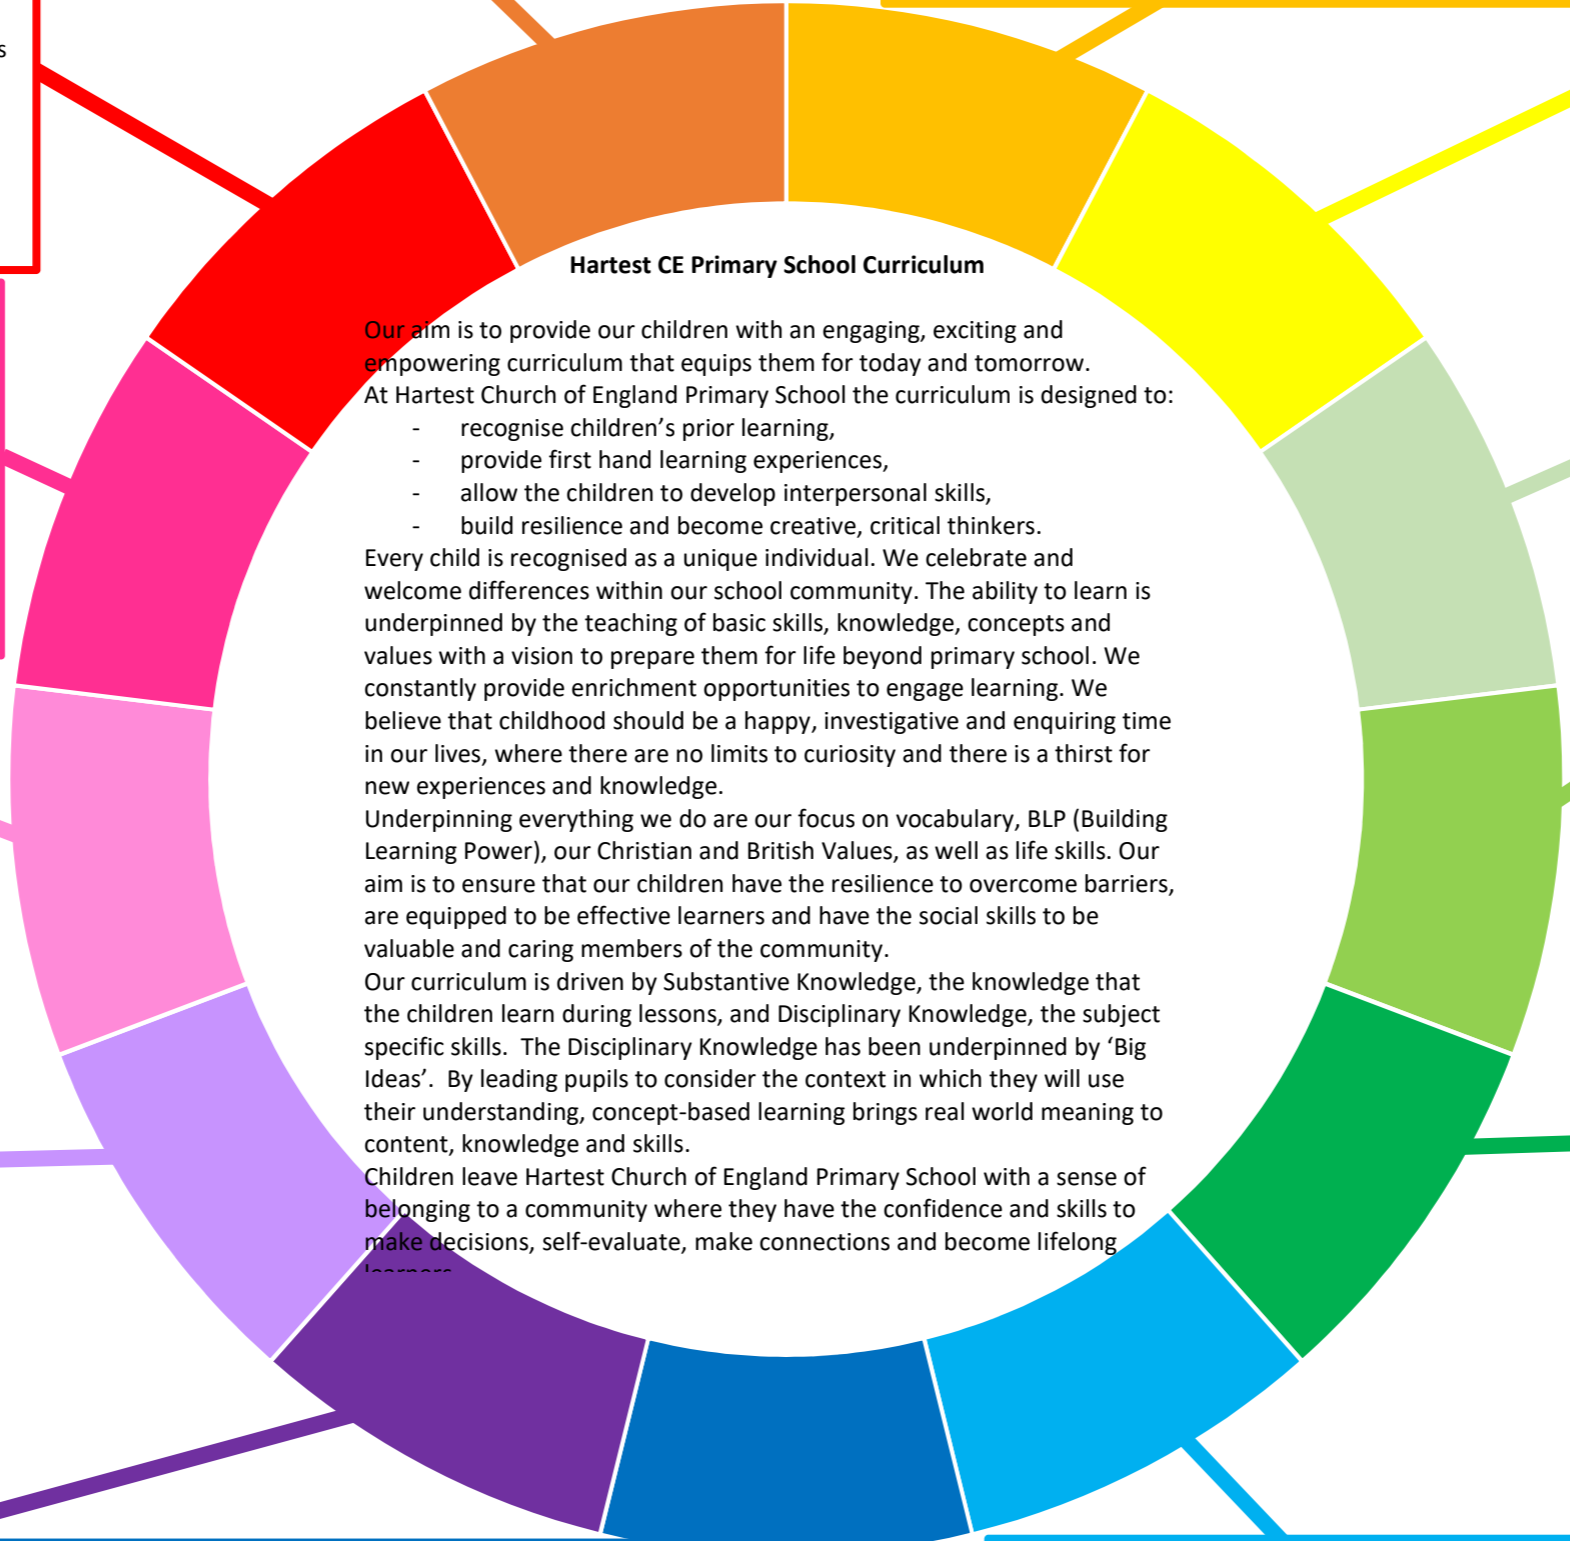 s
Hartest CE Primary School Curriculum
Our aim is to provide our children with an engaging, exciting and
empowering curriculum that equips them for today and tomorrow.
At Hartest Church of England Primary School the curriculum is designed to:
- recognise children’s prior learning,
- provide first hand learning experiences,
- allow the children to develop interpersonal skills,
- build resilience and become creative, critical thinkers.
Every child is recognised as a unique individual. We celebrate and
welcome differences within our school community. The ability to learn is
underpinned by the teaching of basic skills, knowledge, concepts and
values with a vision to prepare them for life beyond primary school. We
constantly provide enrichment opportunities to engage learning. We
believe that childhood should be a happy, investigative and enquiring time
in our lives, where there are no limits to curiosity and there is a thirst for
new experiences and knowledge.
Underpinning everything we do are our focus on vocabulary, BLP (Building
Learning Power), our Christian and British Values, as well as life skills. Our
aim is to ensure that our children have the resilience to overcome barriers,
are equipped to be effective learners and have the social skills to be
valuable and caring members of the community.
Our curriculum is driven by Substantive Knowledge, the knowledge that
the children learn during lessons, and Disciplinary Knowledge, the subject
specific skills.  The Disciplinary Knowledge has been underpinned by ‘Big
Ideas’.  By leading pupils to consider the context in which they will use
their understanding, concept-based learning brings real world meaning to
content, knowledge and skills.
Children leave Hartest Church of England Primary School with a sense of
belonging to a community where they have the confidence and skills to
make decisions, self-evaluate, make connections and become lifelong
learners.